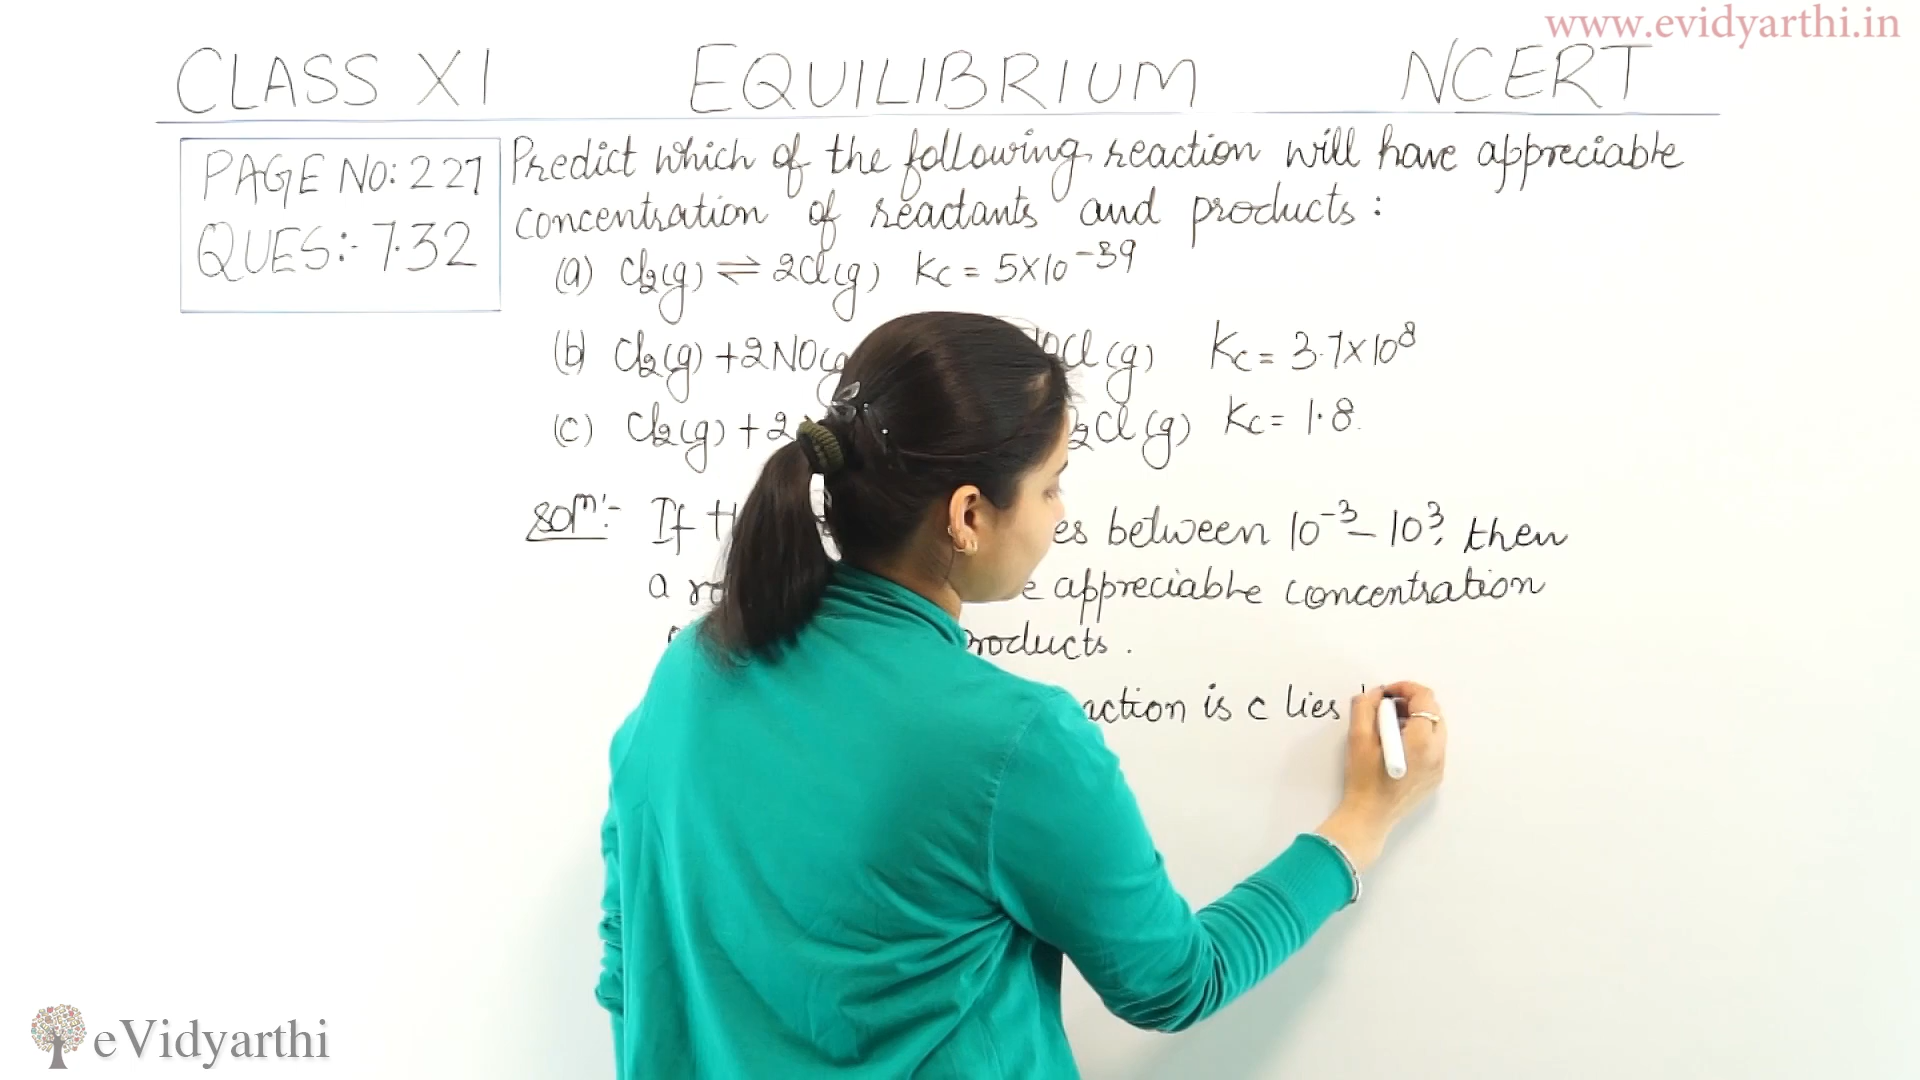 www.evidyarthi.in
CLASS XI EQUILIBRIUM NCERT
PAGE NO: 227
QUES:- 7.32
Predict which of the following reaction will have appreciable
concentration of reactants and products:
(a) Cl₂(g) ⇌ 2Cl(g) Kc = 5×10⁻³⁹
(b) Cl₂(g) + 2NO(g OCl(g) Kc = 3.7×10⁸
(c) Cl₂(g) + 2 ₂Cl(g) Kc = 1.8.
solⁿ:- If es between 10⁻³ – 10³, then
a appreciable concentration
products.
action is c lies
eVidyarthi